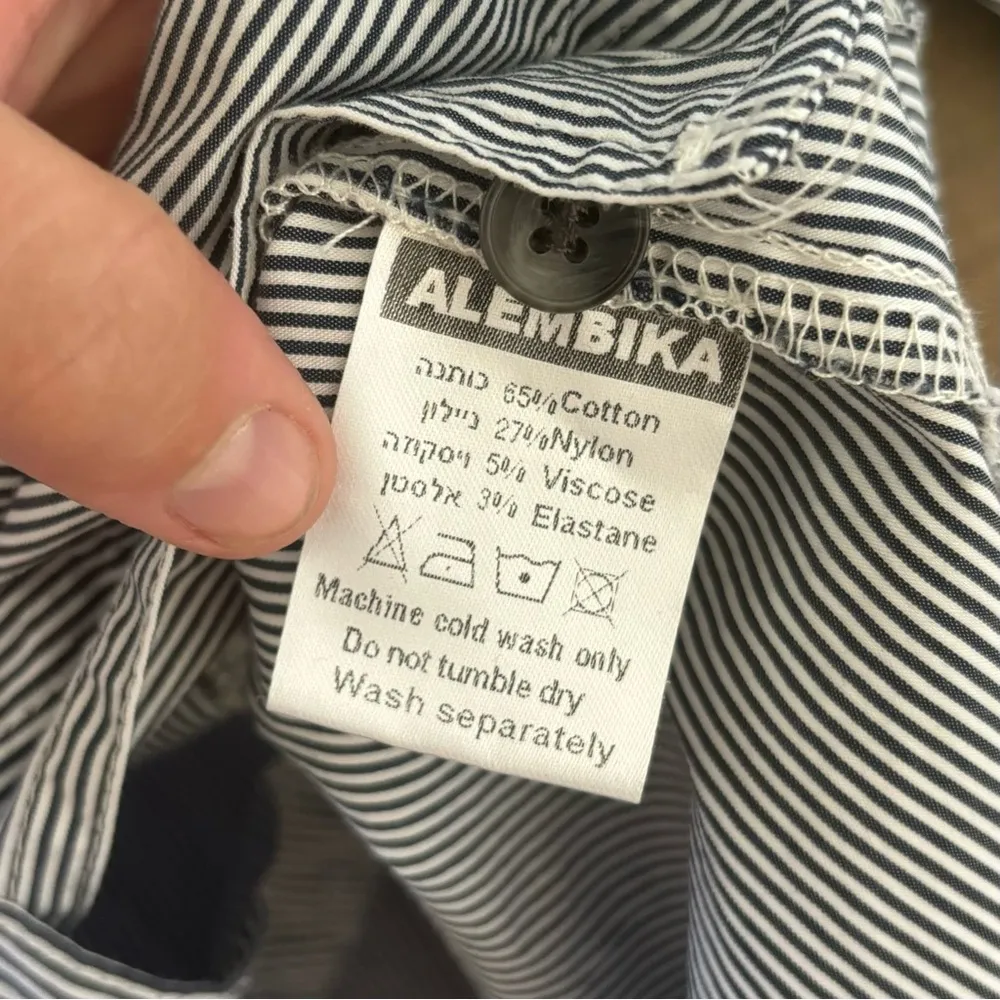 ALEMBIKA
כותנה 65% Cotton
ניילון 27% Nylon
ויסקוזה 5% Viscose
אלסטן 3% Elastane
Machine cold wash only
Do not tumble dry
Wash separately